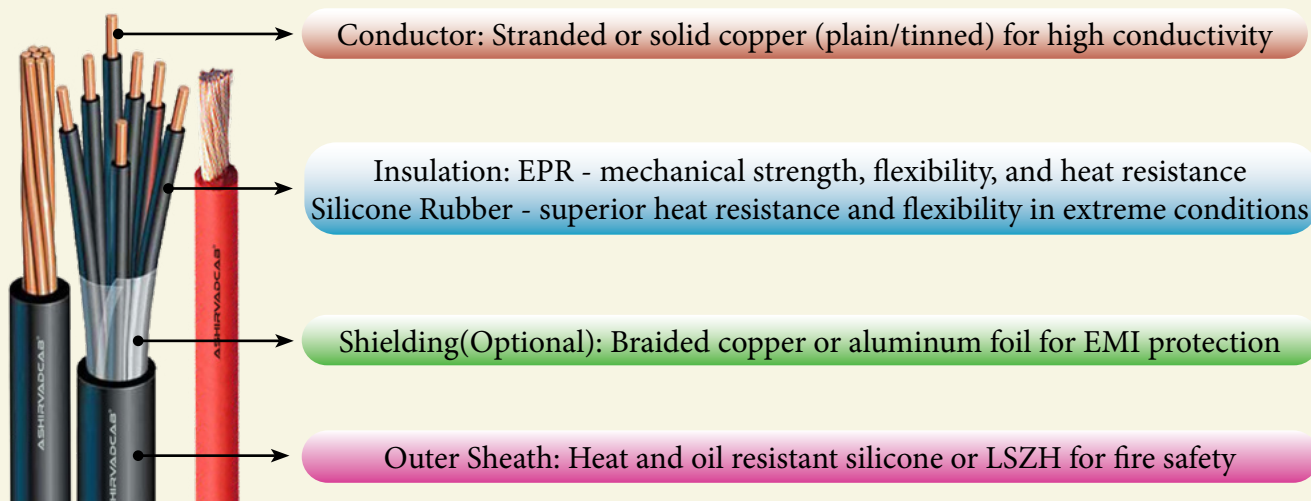 Conductor: Stranded or solid copper (plain/tinned) for high conductivity
Insulation: EPR - mechanical strength, flexibility, and heat resistance
Silicone Rubber - superior heat resistance and flexibility in extreme conditions
Shielding(Optional): Braided copper or aluminum foil for EMI protection
Outer Sheath: Heat and oil resistant silicone or LSZH for fire safety
ASHIRVADCAB®
ASHIRVADCAB®
ASHIRVADCAB®